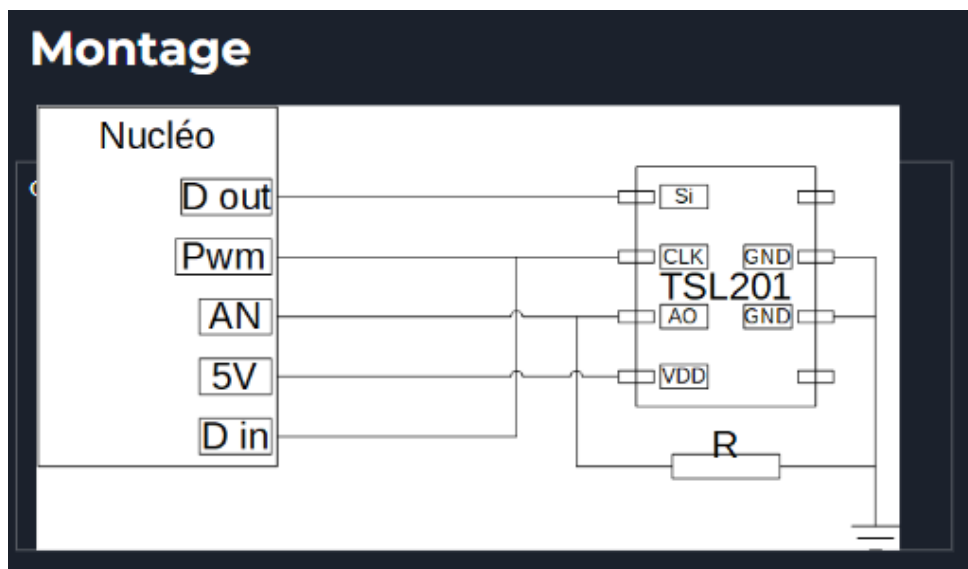 Montage
Nucléo
D out
Si
Pwm
CLK
GND
TSL201
AN
AO
GND
5V
VDD
D in
R